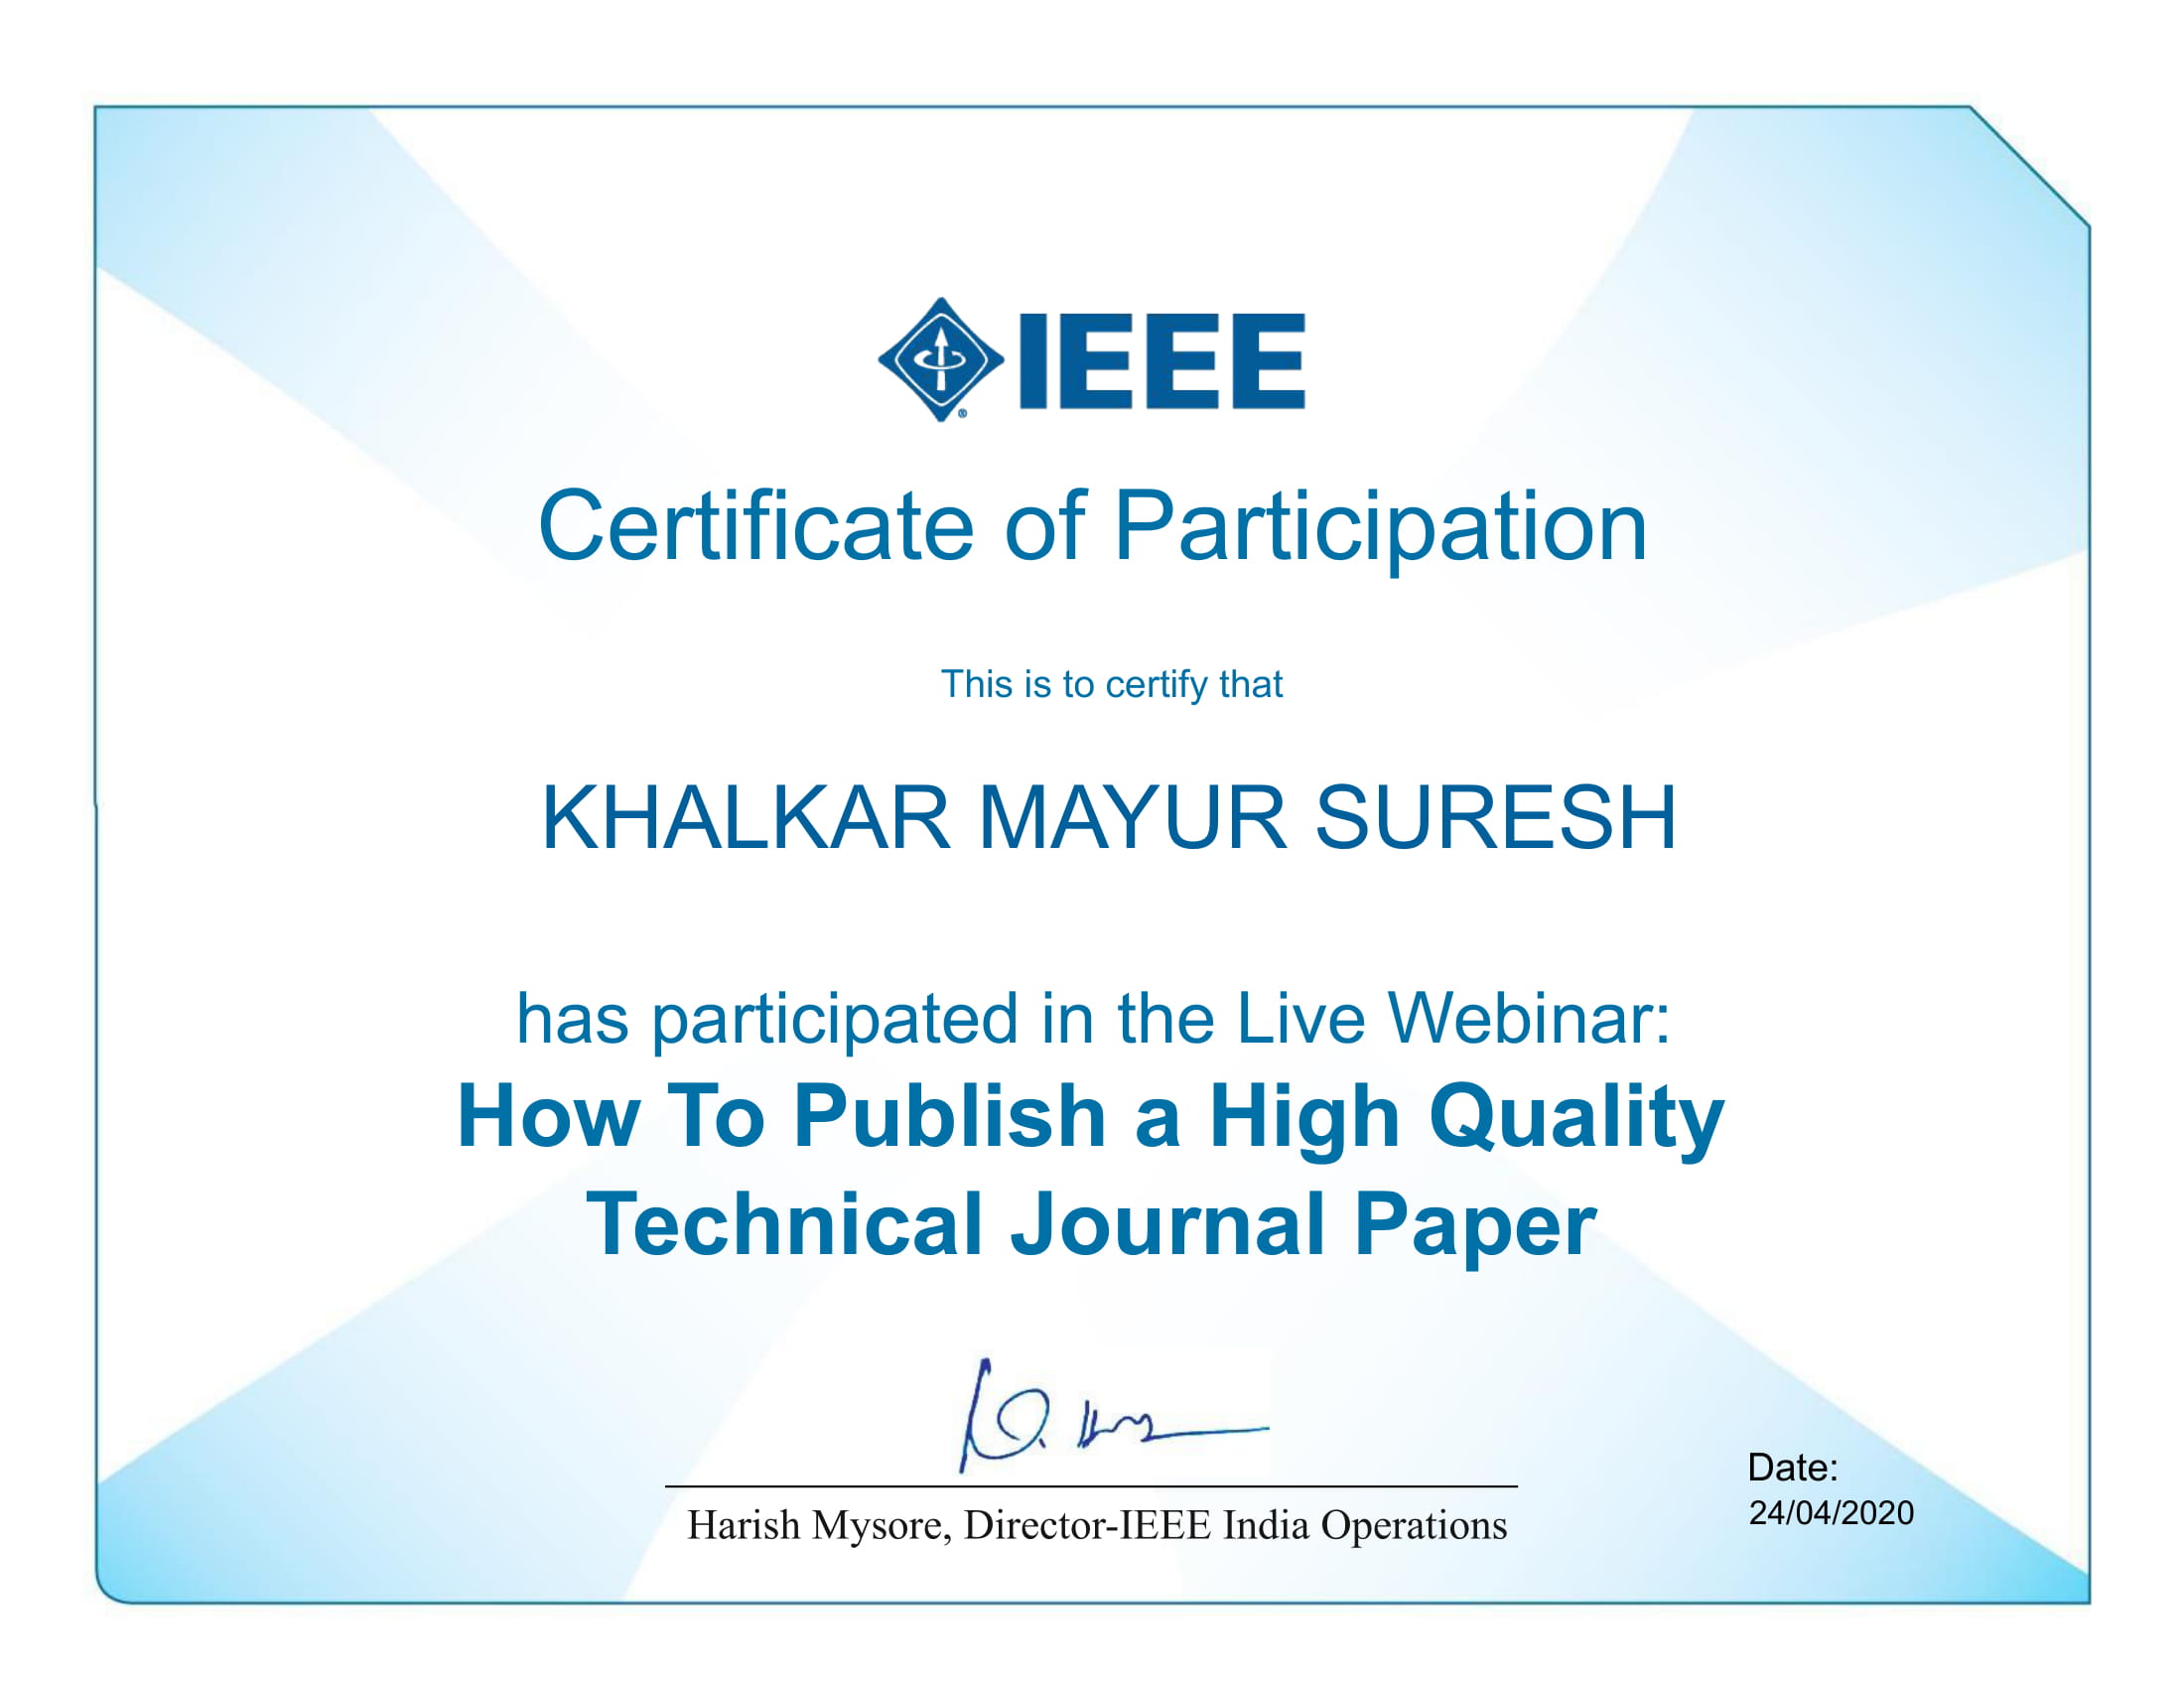 IEEE
Certificate of Participation
This is to certify that
KHALKAR MAYUR SURESH
has participated in the Live Webinar:
How To Publish a High Quality
Technical Journal Paper
Harish Mysore, Director-IEEE India Operations
Date:
24/04/2020